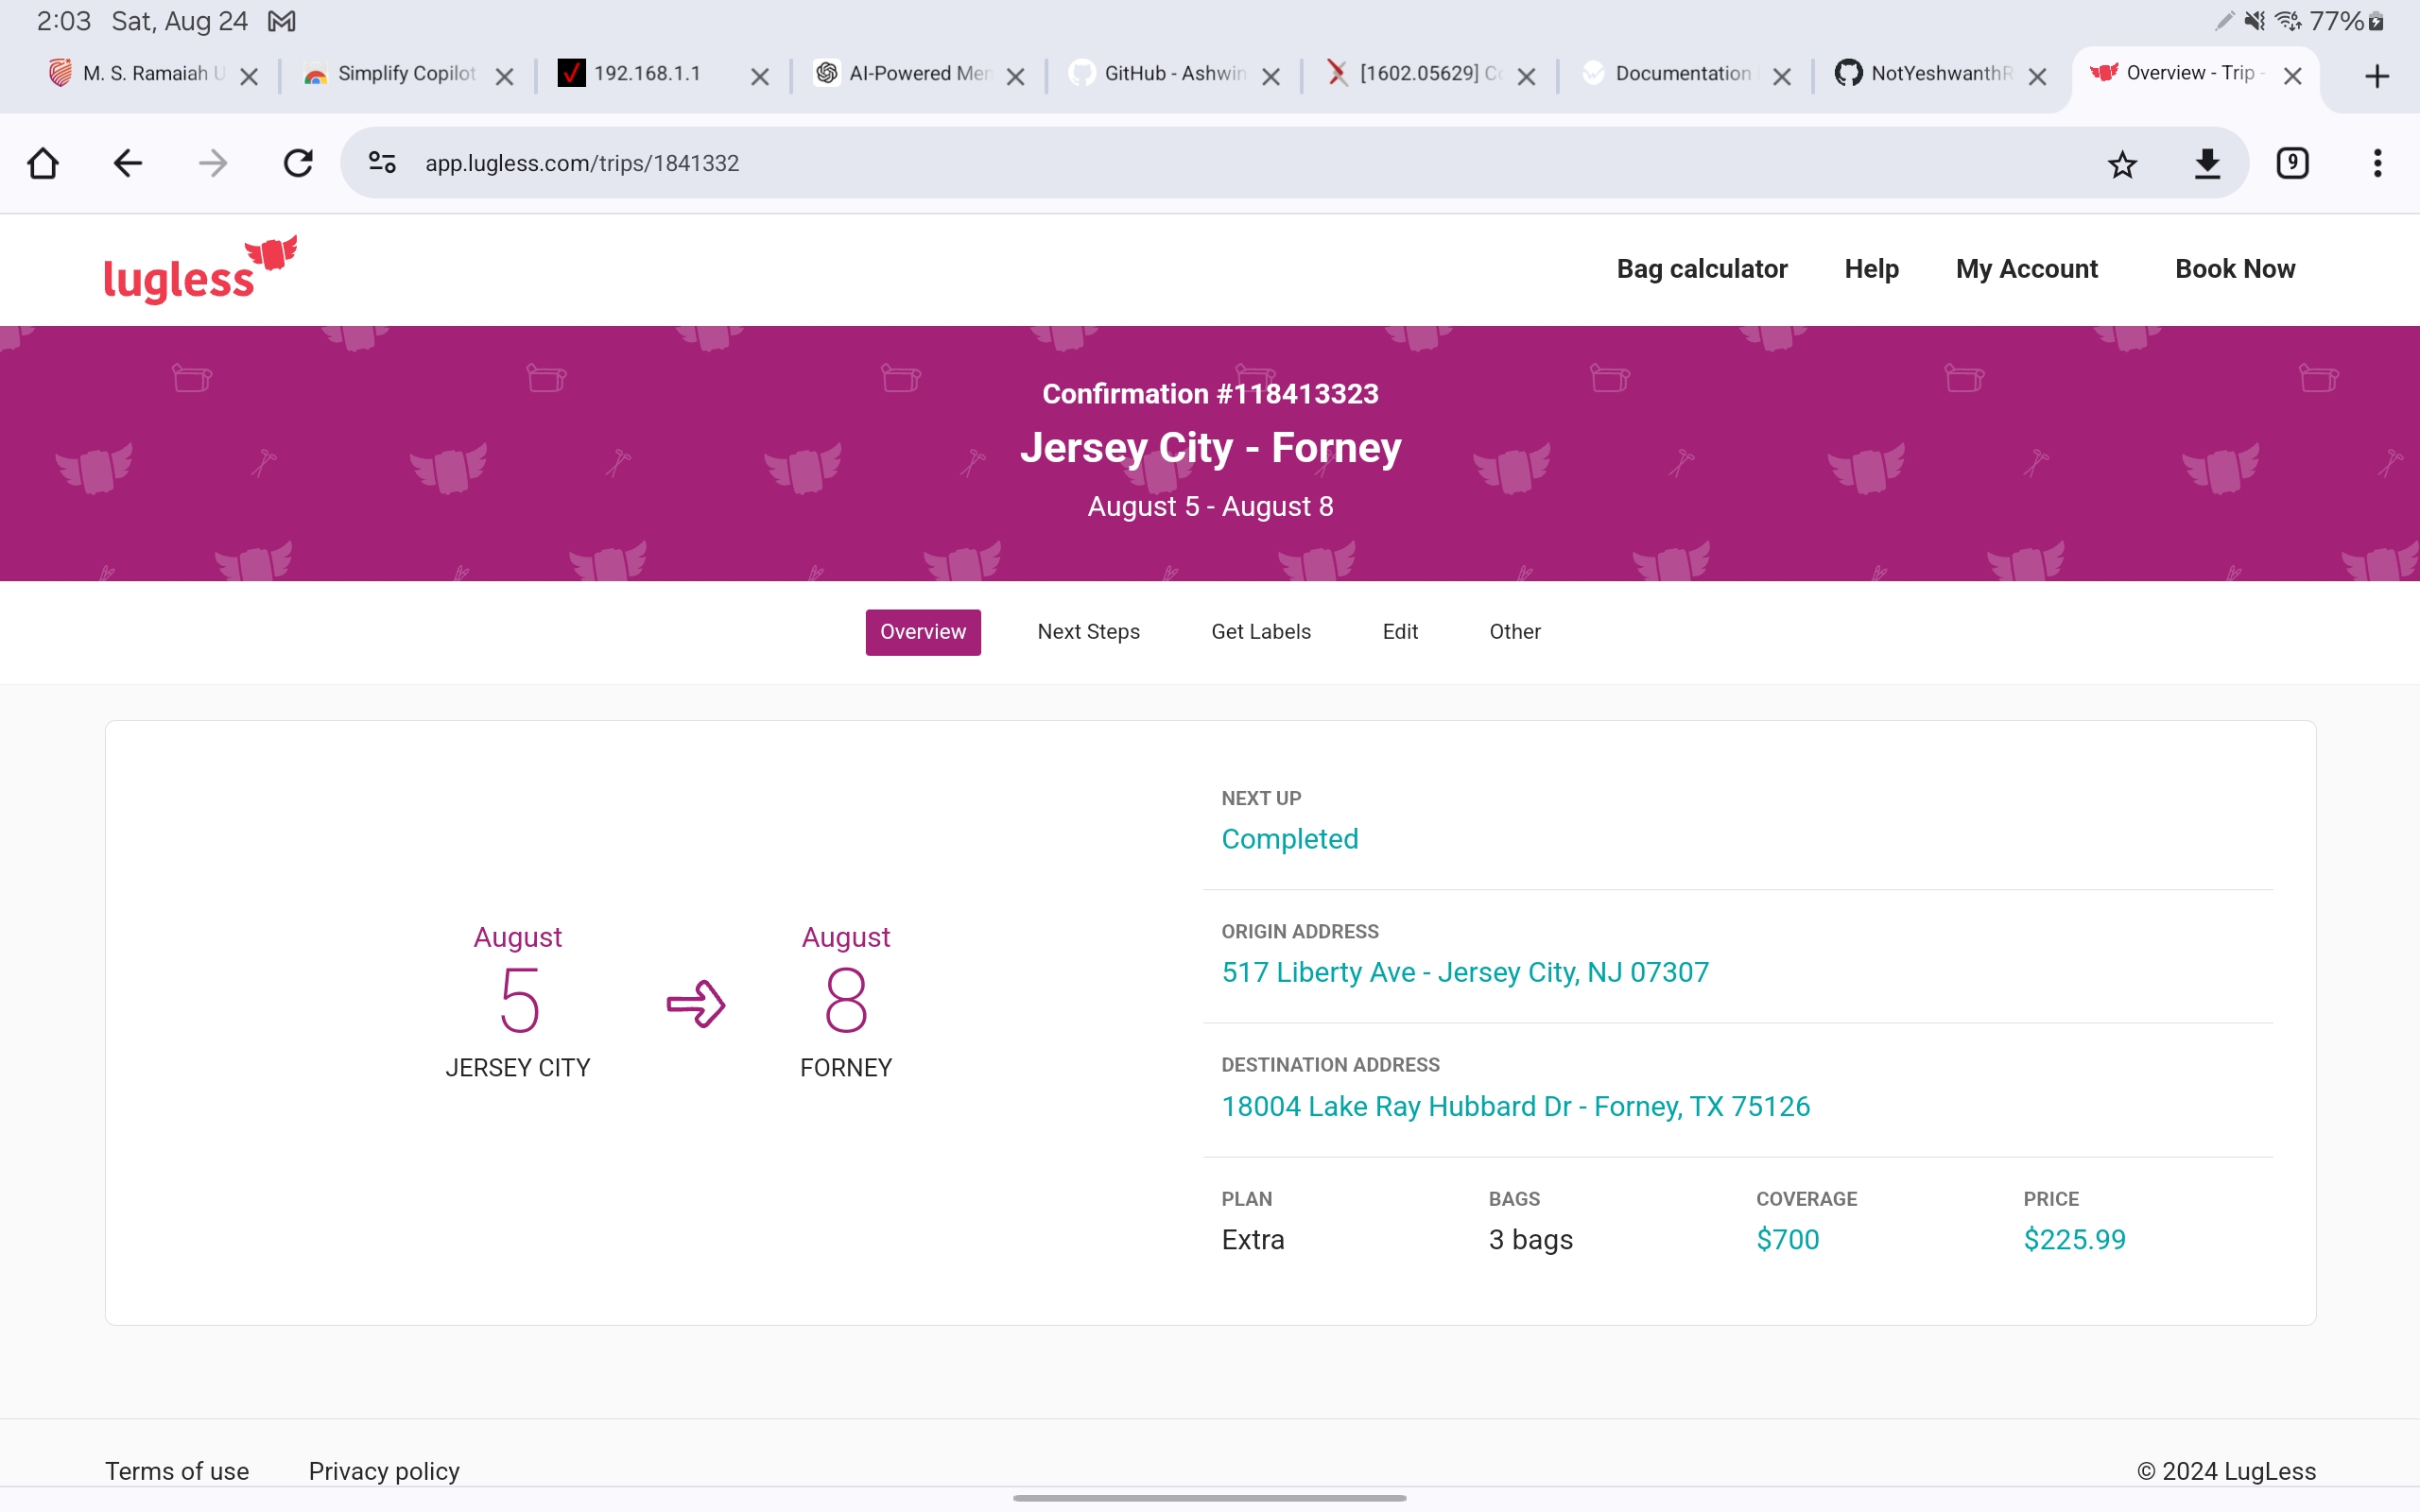 2:03 Sat, Aug 24 77%
M. S. Ramaiah U Simplify Copilot 192.168.1.1 AI-Powered Mer GitHub - Ashwin [1602.05629] Co Documentation NotYeshwanthR Overview - Trip -
app.lugless.com/trips/1841332 9
lugless Bag calculator Help My Account Book Now
Confirmation #118413323
Jersey City - Forney
August 5 - August 8
Overview Next Steps Get Labels Edit Other
August
5
JERSEY CITY
August
8
FORNEY
NEXT UP
Completed
ORIGIN ADDRESS
517 Liberty Ave - Jersey City, NJ 07307
DESTINATION ADDRESS
18004 Lake Ray Hubbard Dr - Forney, TX 75126
PLAN BAGS COVERAGE PRICE
Extra 3 bags $700 $225.99
Terms of use Privacy policy © 2024 LugLess